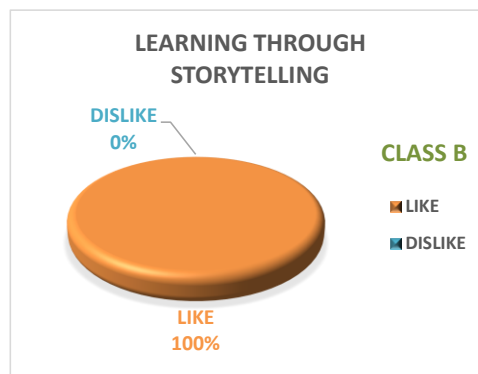 LEARNING THROUGH
STORYTELLING
DISLIKE
0%
CLASS B
LIKE
DISLIKE
LIKE
100%